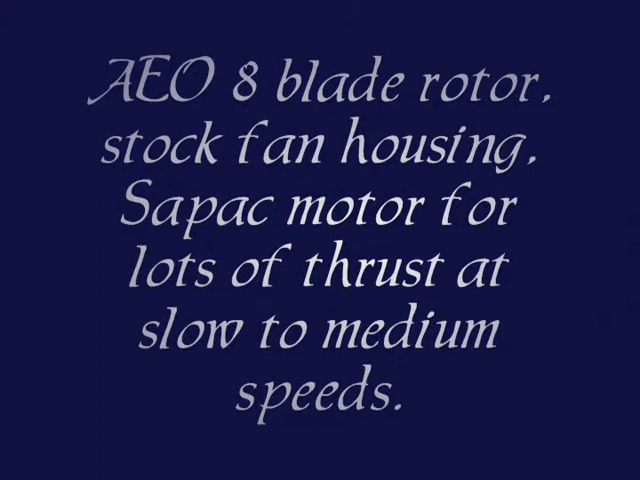 AEO 8 blade rotor,
stock fan housing,
Sapac motor for
lots of thrust at
slow to medium
speeds.